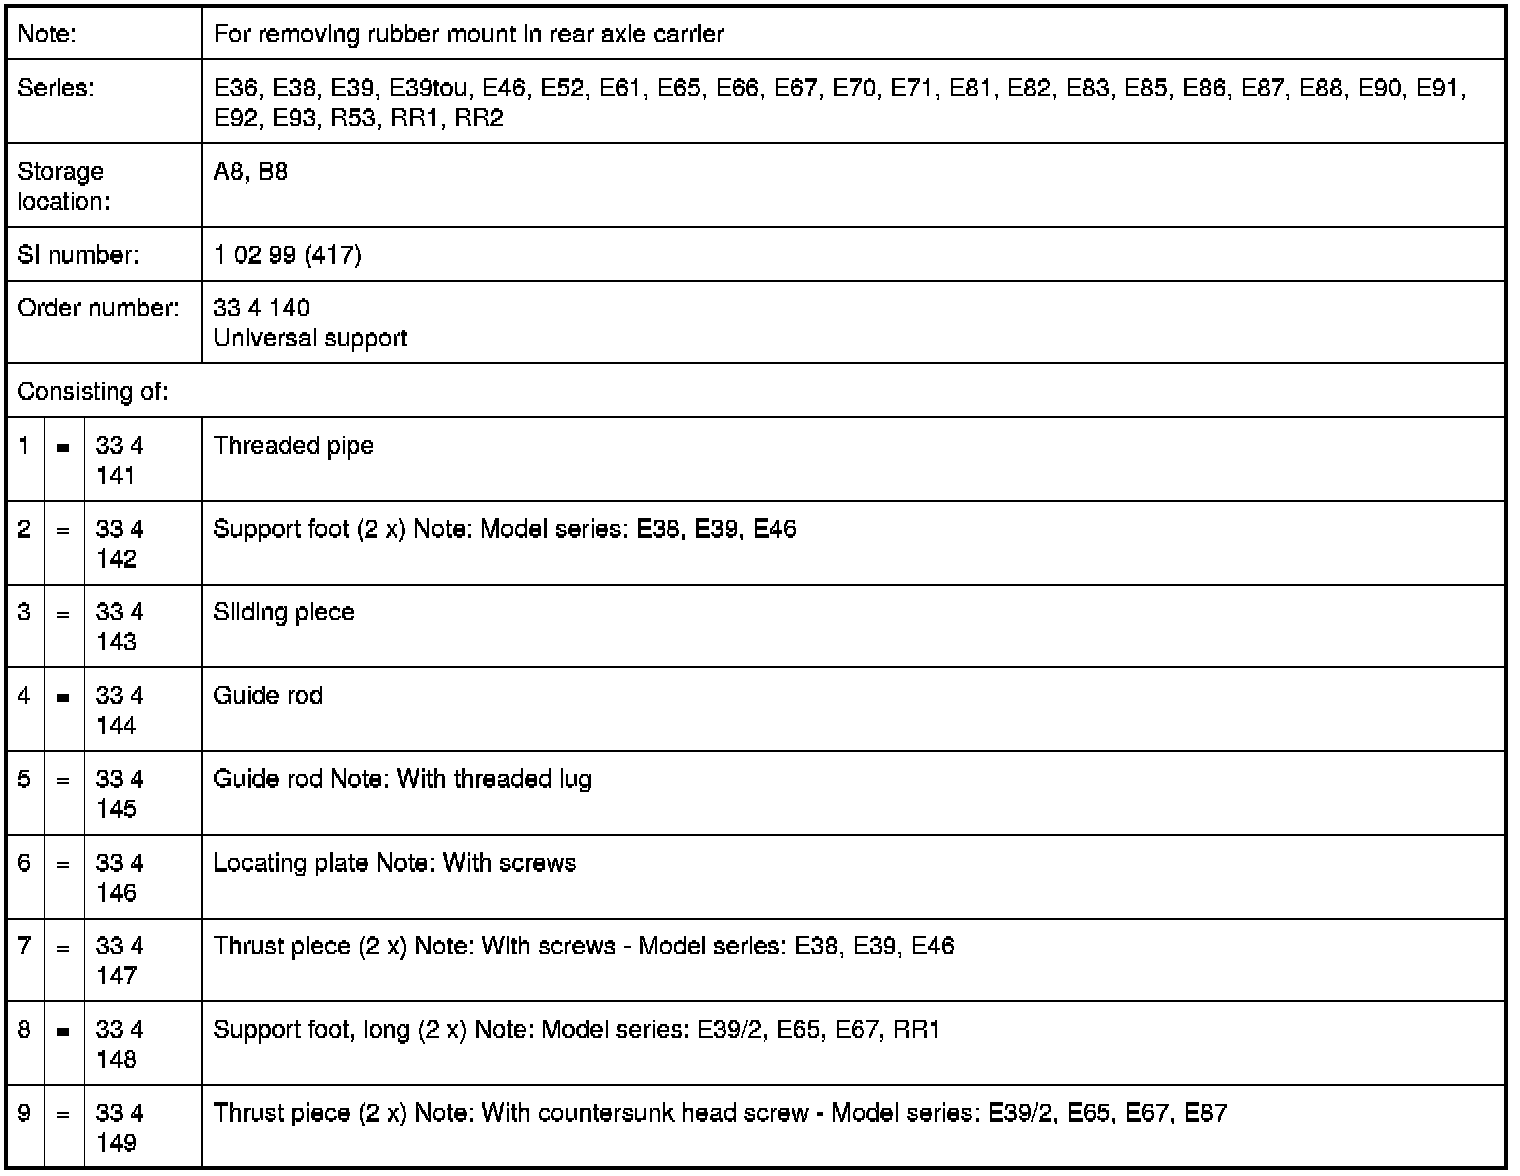 Note: For removing rubber mount in rear axle carrier
Series: E36, E38, E39, E39tou, E46, E52, E61, E65, E66, E67, E70, E71, E81, E82, E83, E85, E86, E87, E88, E90, E91,
E92, E93, R53, RR1, RR2
Storage
location: A8, B8
SI number: 1 02 99 (417)
Order number: 33 4 140
Universal support
Consisting of:
1 = 33 4
141 Threaded pipe
2 = 33 4
142 Support foot (2 x) Note: Model series: E38, E39, E46
3 = 33 4
143 Sliding piece
4 = 33 4
144 Guide rod
5 = 33 4
145 Guide rod Note: With threaded lug
6 = 33 4
146 Locating plate Note: With screws
7 = 33 4
147 Thrust piece (2 x) Note: With screws - Model series: E38, E39, E46
8 = 33 4
148 Support foot, long (2 x) Note: Model series: E39/2, E65, E67, RR1
9 = 33 4
149 Thrust piece (2 x) Note: With countersunk head screw - Model series: E39/2, E65, E67, E87